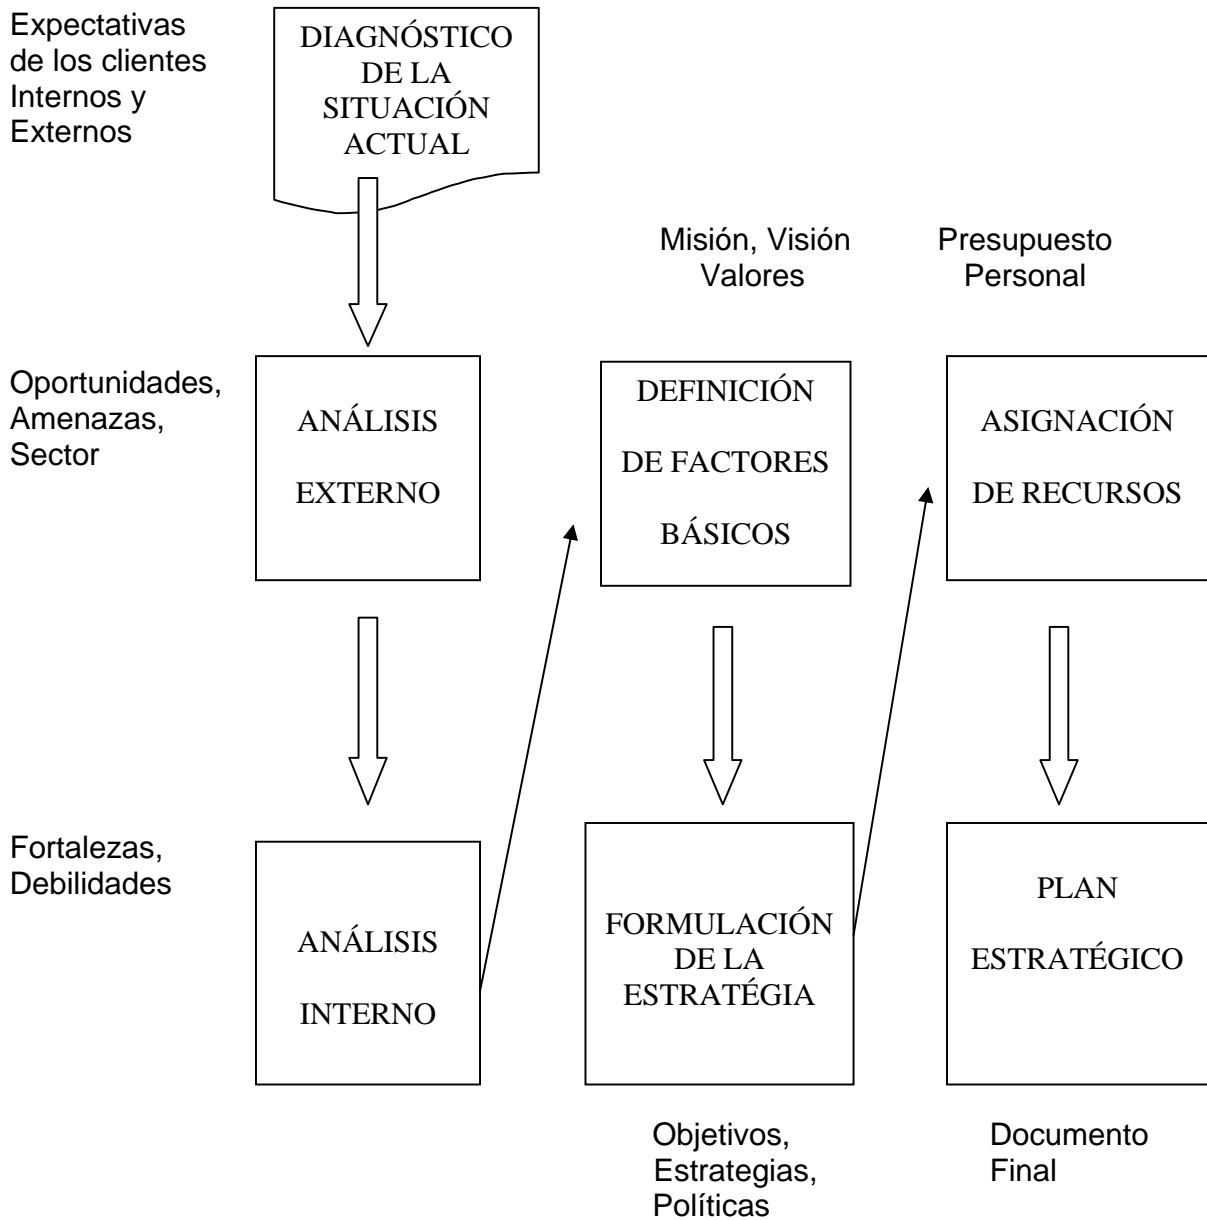 Expectativas
de los clientes
Internos y
Externos
DIAGNÓSTICO
DE LA
SITUACIÓN
ACTUAL
Misión, Visión
Valores
Presupuesto
Personal
Oportunidades,
Amenazas,
Sector
ANÁLISIS
EXTERNO
DEFINICIÓN
DE FACTORES
BÁSICOS
ASIGNACIÓN
DE RECURSOS
Fortalezas,
Debilidades
ANÁLISIS
INTERNO
FORMULACIÓN
DE LA
ESTRATÉGIA
PLAN
ESTRATÉGICO
Objetivos,
Estrategias,
Políticas
Documento
Final